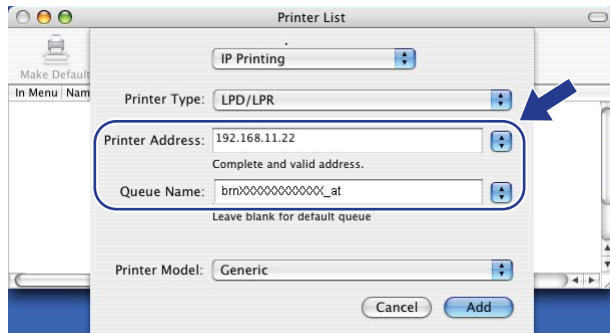 Printer List
IP Printing
Make Default
In Menu Nam
Printer Type: LPD/LPR
Printer Address: 192.168.11.22
Complete and valid address.
Queue Name: brnXXXXXXXXXXXX_at
Leave blank for default queue
Printer Model: Generic
Cancel Add